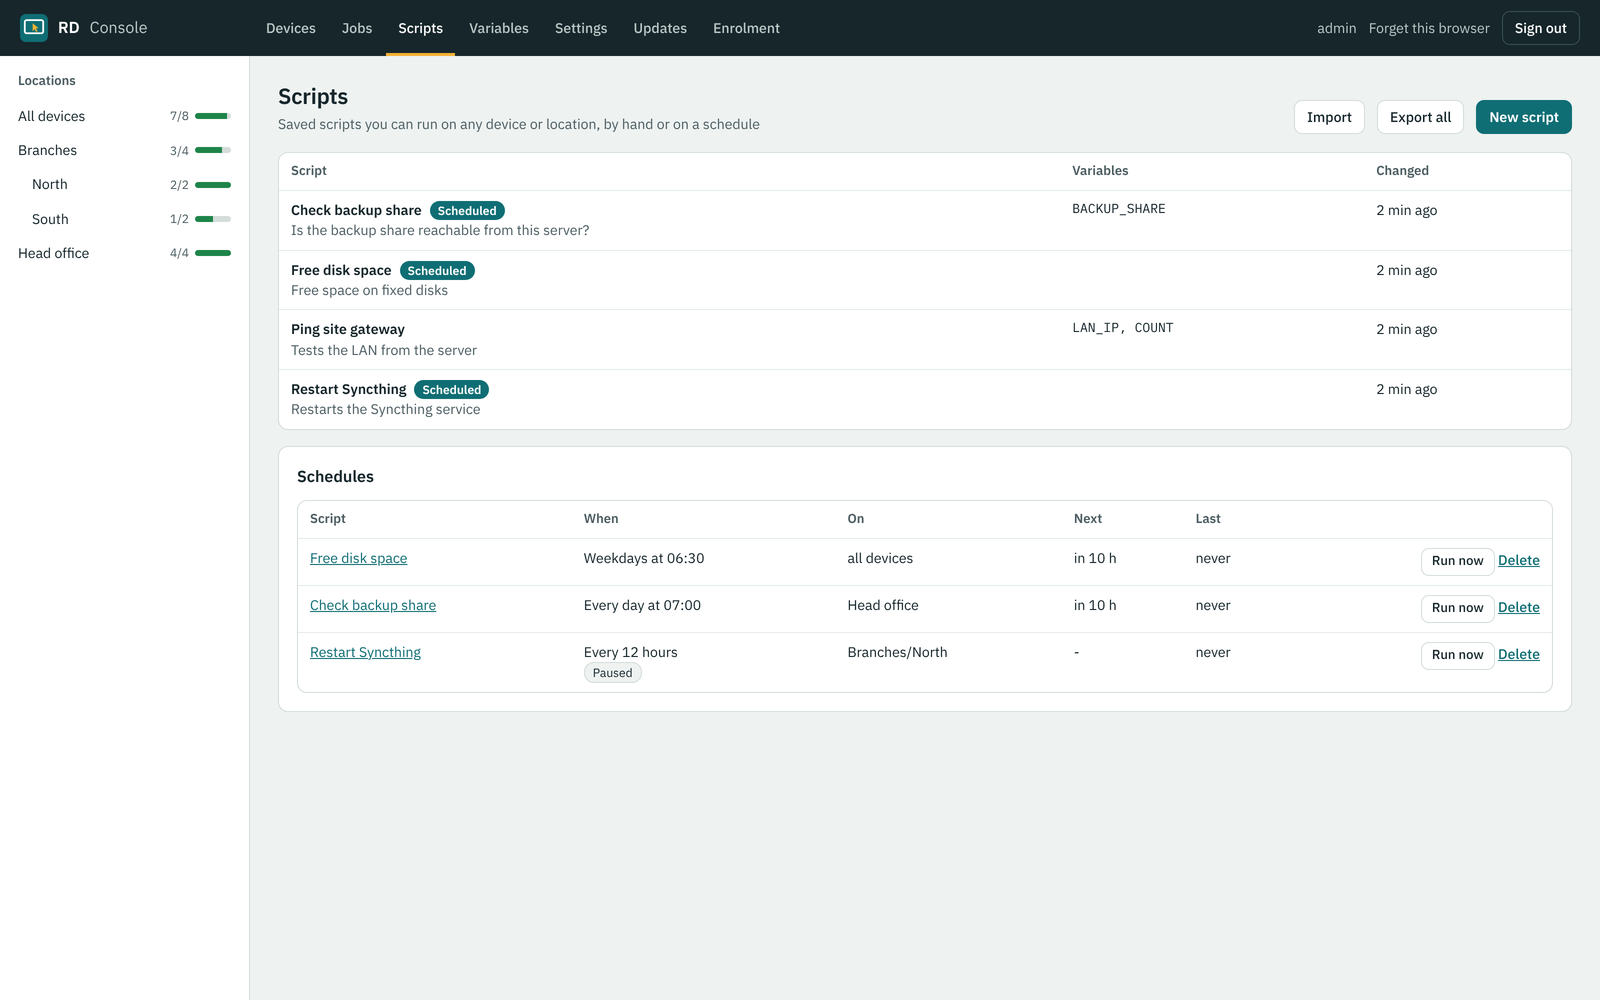 RD Console
Devices Jobs Scripts Variables Settings Updates Enrolment
admin Forget this browser Sign out
Locations
All devices 7/8
Branches 3/4
North 2/2
South 1/2
Head office 4/4
Scripts
Saved scripts you can run on any device or location, by hand or on a schedule
Import Export all New script
Script Variables Changed
Check backup share Scheduled BACKUP_SHARE 2 min ago
Is the backup share reachable from this server?
Free disk space Scheduled 2 min ago
Free space on fixed disks
Ping site gateway LAN_IP, COUNT 2 min ago
Tests the LAN from the server
Restart Syncthing Scheduled 2 min ago
Restarts the Syncthing service
Schedules
Script When On Next Last
Free disk space Weekdays at 06:30 all devices in 10 h never Run now Delete
Check backup share Every day at 07:00 Head office in 10 h never Run now Delete
Restart Syncthing Every 12 hours Branches/North - never Run now Delete
Paused